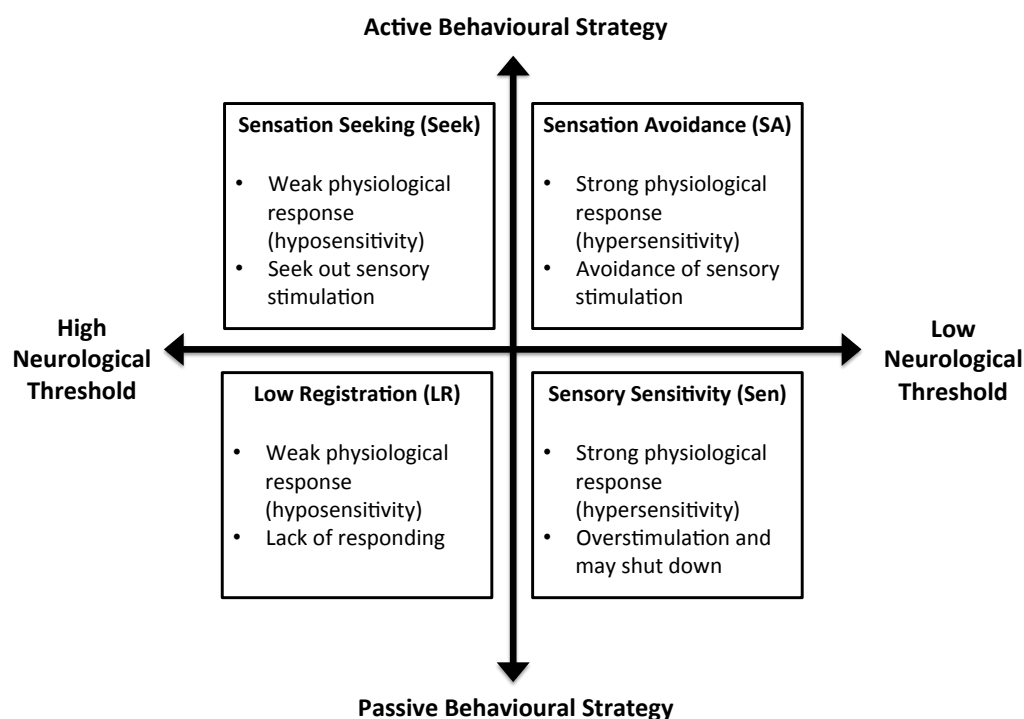 Active Behavioural Strategy
Sensation Seeking (Seek)
• Weak physiological
response
(hyposensitivity)
• Seek out sensory
stimulation
Sensation Avoidance (SA)
• Strong physiological
response
(hypersensitivity)
• Avoidance of sensory
stimulation
High
Neurological
Threshold
Low
Neurological
Threshold
Low Registration (LR)
• Weak physiological
response
(hyposensitivity)
• Lack of responding
Sensory Sensitivity (Sen)
• Strong physiological
response
(hypersensitivity)
• Overstimulation and
may shut down
Passive Behavioural Strategy